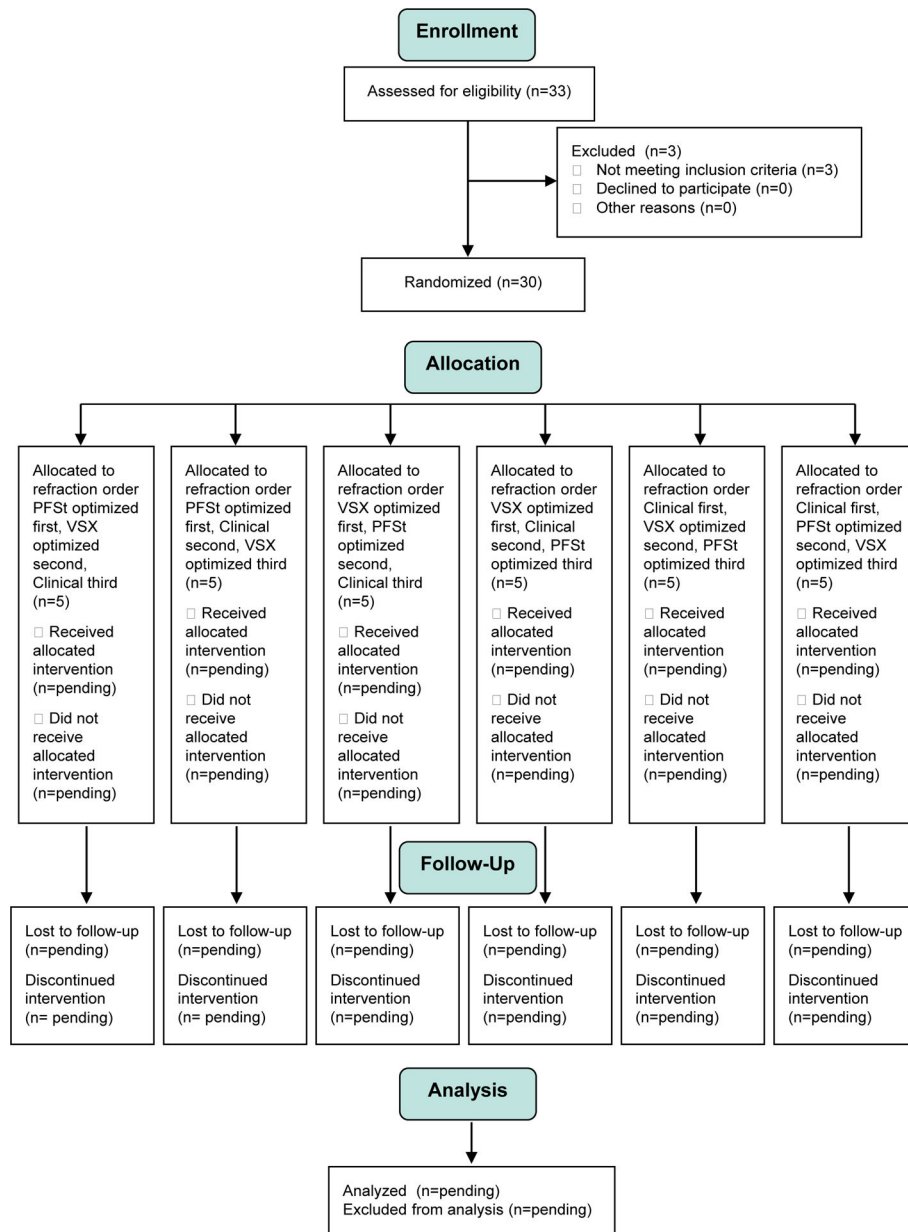 Enrollment
Assessed for eligibility (n=33)
Excluded  (n=3)
□ Not meeting inclusion criteria (n=3)
□ Declined to participate (n=0)
□ Other reasons (n=0)
Randomized (n=30)
Allocation
Allocated to
refraction order
PFSt optimized
first, VSX
optimized
second,
Clinical third
(n=5)
□ Received
allocated
intervention
(n=pending)
□ Did not
receive
allocated
intervention
(n=pending)
Allocated to
refraction order
PFSt optimized
first, Clinical
second, VSX
optimized third
(n=5)
□ Received
allocated
intervention
(n=pending)
□ Did not
receive
allocated
intervention
(n=pending)
Allocated to
refraction order
VSX optimized
first, PFSt
optimized
second,
Clinical third
(n=5)
□ Received
allocated
intervention
(n=pending)
□ Did not
receive
allocated
intervention
(n=pending)
Allocated to
refraction order
VSX optimized
first, Clinical
second, PFSt
optimized third
(n=5)
□ Received
allocated
intervention
(n=pending)
□ Did not
receive
allocated
intervention
(n=pending)
Allocated to
refraction order
Clinical first,
VSX optimized
second, PFSt
optimized third
(n=5)
□ Received
allocated
intervention
(n=pending)
□ Did not
receive
allocated
intervention
(n=pending)
Allocated to
refraction order
Clinical first,
PFSt optimized
second, VSX
optimized third
(n=5)
□ Received
allocated
intervention
(n=pending)
□ Did not
receive
allocated
intervention
(n=pending)
Follow-Up
Lost to follow-up
(n=pending)
Discontinued
intervention
(n= pending)
Lost to follow-up
(n=pending)
Discontinued
intervention
(n= pending)
Lost to follow-up
(n=pending)
Discontinued
intervention
(n=pending)
Lost to follow-up
(n=pending)
Discontinued
intervention
(n=pending)
Lost to follow-up
(n=pending)
Discontinued
intervention
(n=pending)
Lost to follow-up
(n=pending)
Discontinued
intervention
(n=pending)
Analysis
Analyzed  (n=pending)
Excluded from analysis (n=pending)